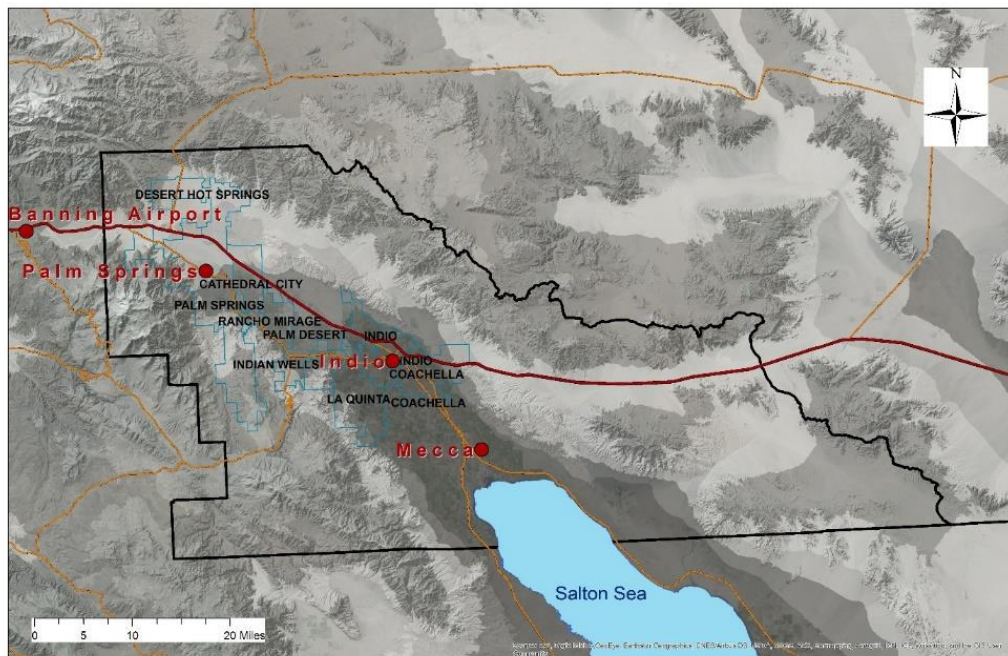 N
DESERT HOT SPRINGS
Banning Airport
Palm Springs
CATHEDRAL CITY
PALM SPRINGS
RANCHO MIRAGE
PALM DESERT
INDIO
INDIAN WELLS
Indio
INDIO
COACHELLA
LA QUINTA
COACHELLA
Mecca
Salton Sea
0 5 10 20 Miles